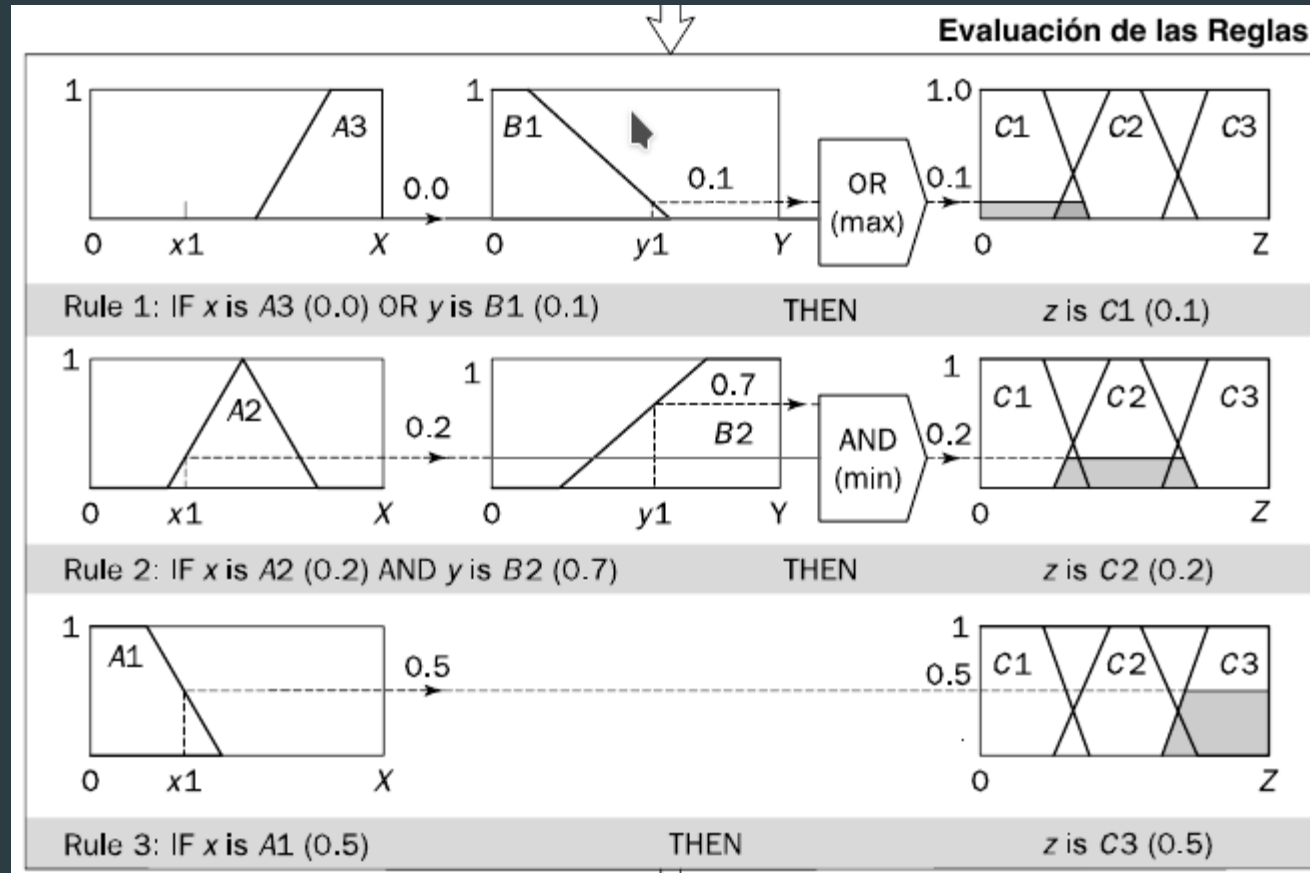 Evaluación de las Reglas
1 A3 0.0 1 B1 0.1 OR (max) 0.1 1.0 C1 C2 C3
0 x1 X 0 y1 Y 0 Z
Rule 1: IF x is A3 (0.0) OR y is B1 (0.1) THEN z is C1 (0.1)
1 A2 0.2 1 0.7 B2 AND (min) 0.2 1 C1 C2 C3
0 x1 X 0 y1 Y 0 Z
Rule 2: IF x is A2 (0.2) AND y is B2 (0.7) THEN z is C2 (0.2)
1 A1 0.5 1 0.5 C1 C2 C3
0 x1 X 0 Z
Rule 3: IF x is A1 (0.5) THEN z is C3 (0.5)